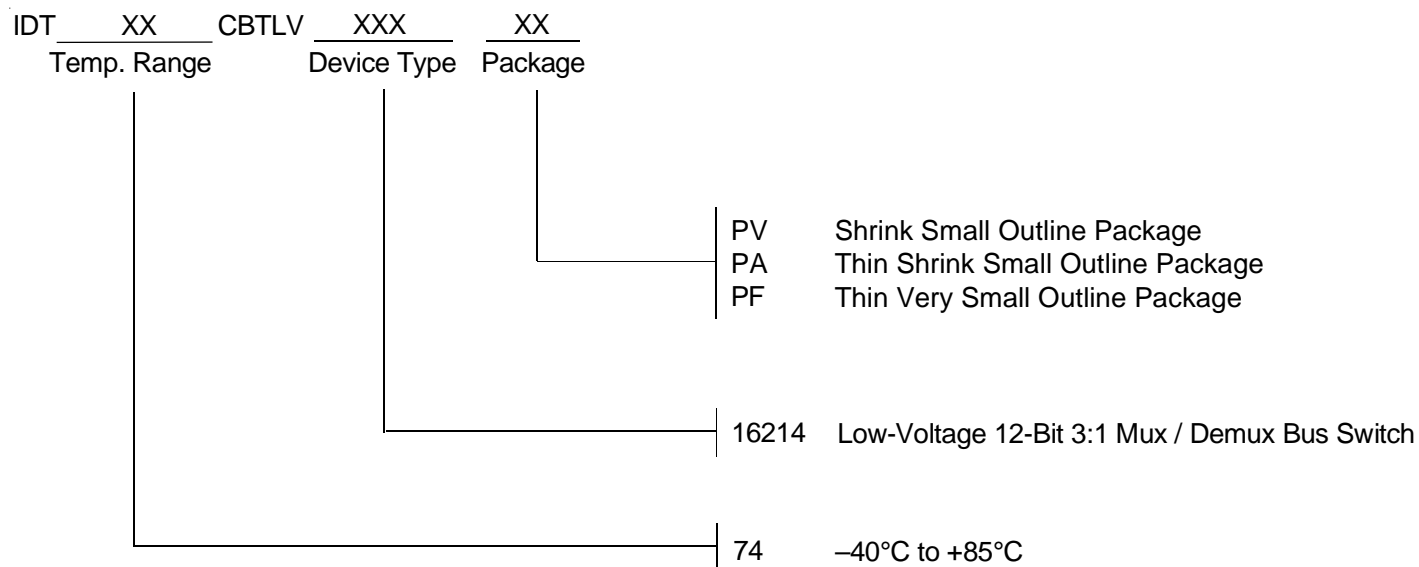 IDT XX CBTLV XXX XX
Temp. Range Device Type Package
PV Shrink Small Outline Package
PA Thin Shrink Small Outline Package
PF Thin Very Small Outline Package
16214 Low-Voltage 12-Bit 3:1 Mux / Demux Bus Switch
74 –40°C to +85°C